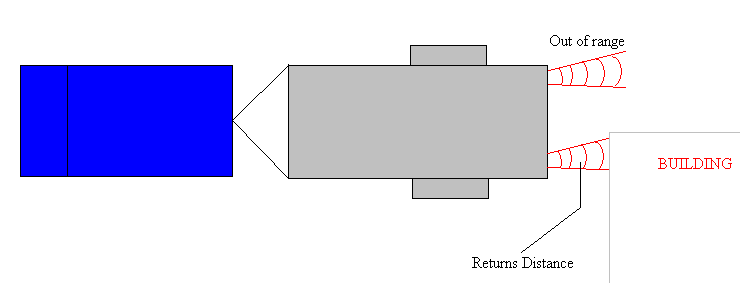 Out of range
BUILDING
Returns Distance